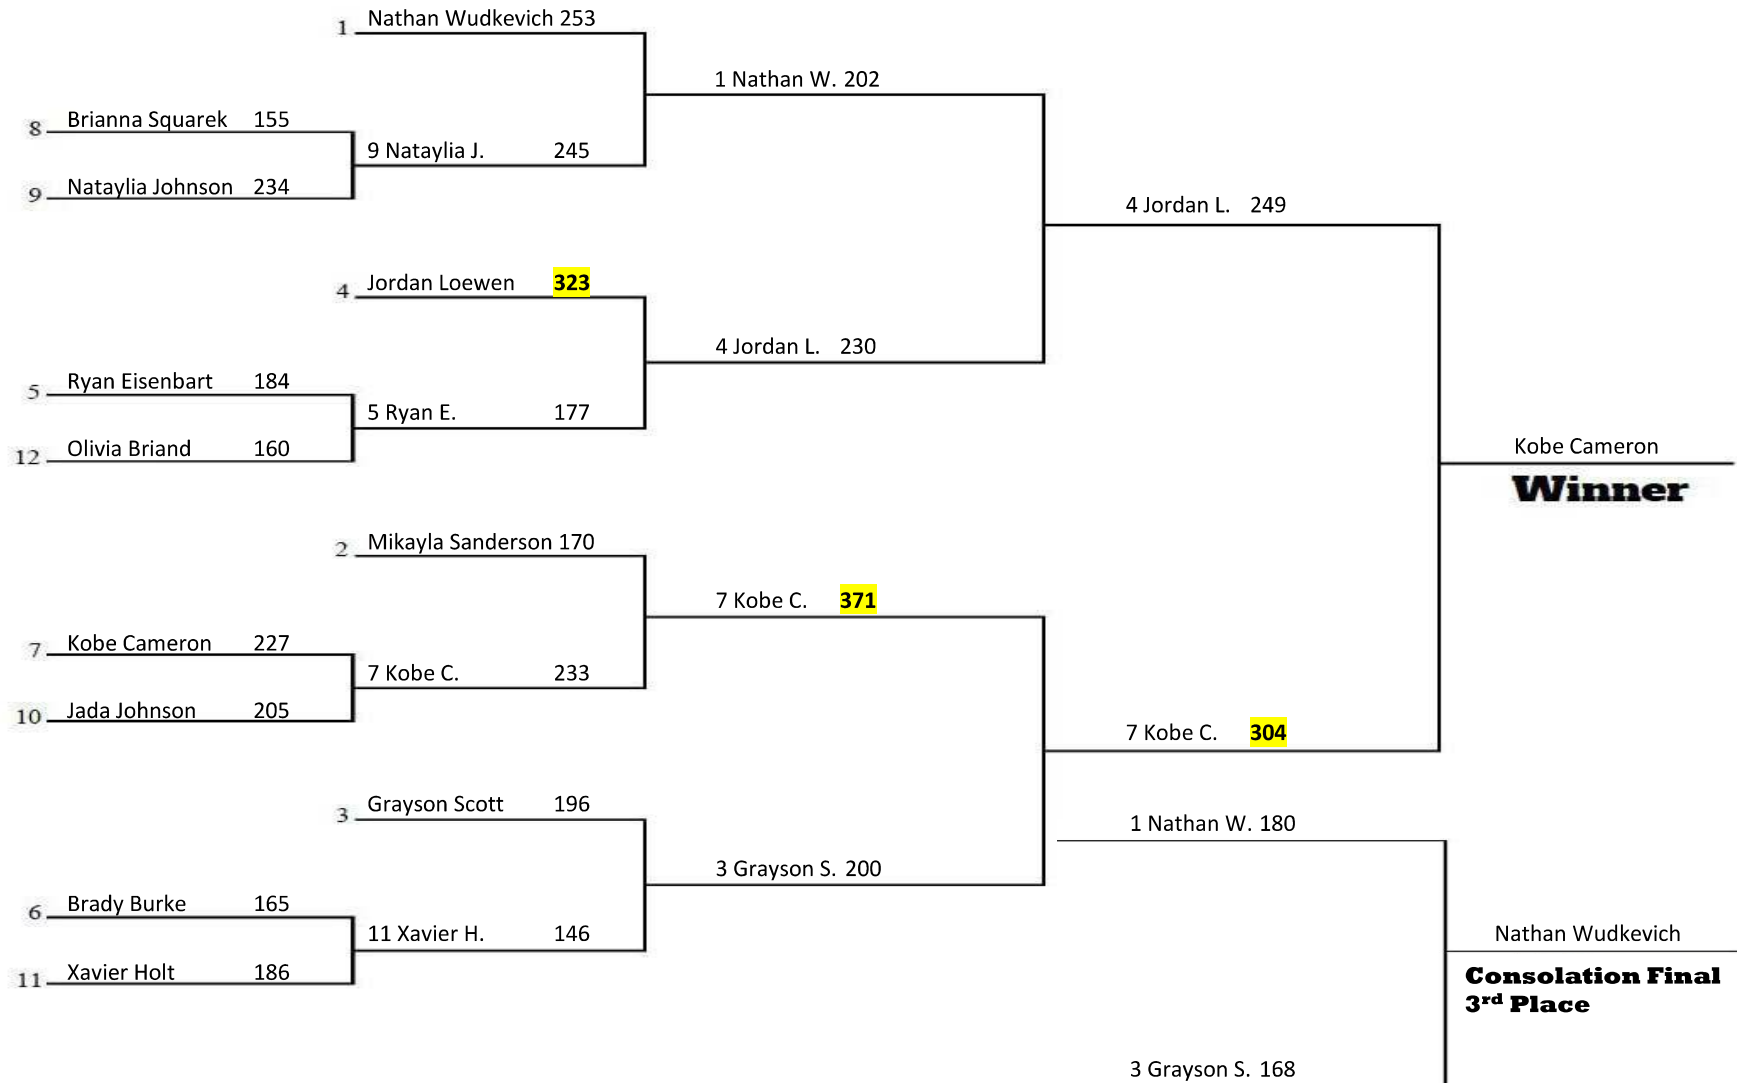 1 Nathan Wudkevich 253
1 Nathan W. 202
8 Brianna Squarek 155
9 Nataylia J. 245
9 Nataylia Johnson 234
4 Jordan L. 249
4 Jordan Loewen 323
4 Jordan L. 230
5 Ryan Eisenbart 184
5 Ryan E. 177
12 Olivia Briand 160
Kobe Cameron
Winner
2 Mikayla Sanderson 170
7 Kobe C. 371
7 Kobe Cameron 227
7 Kobe C. 233
10 Jada Johnson 205
7 Kobe C. 304
3 Grayson Scott 196
1 Nathan W. 180
3 Grayson S. 200
6 Brady Burke 165
11 Xavier H. 146
11 Xavier Holt 186
Nathan Wudkevich
Consolation Final
3rd Place
3 Grayson S. 168